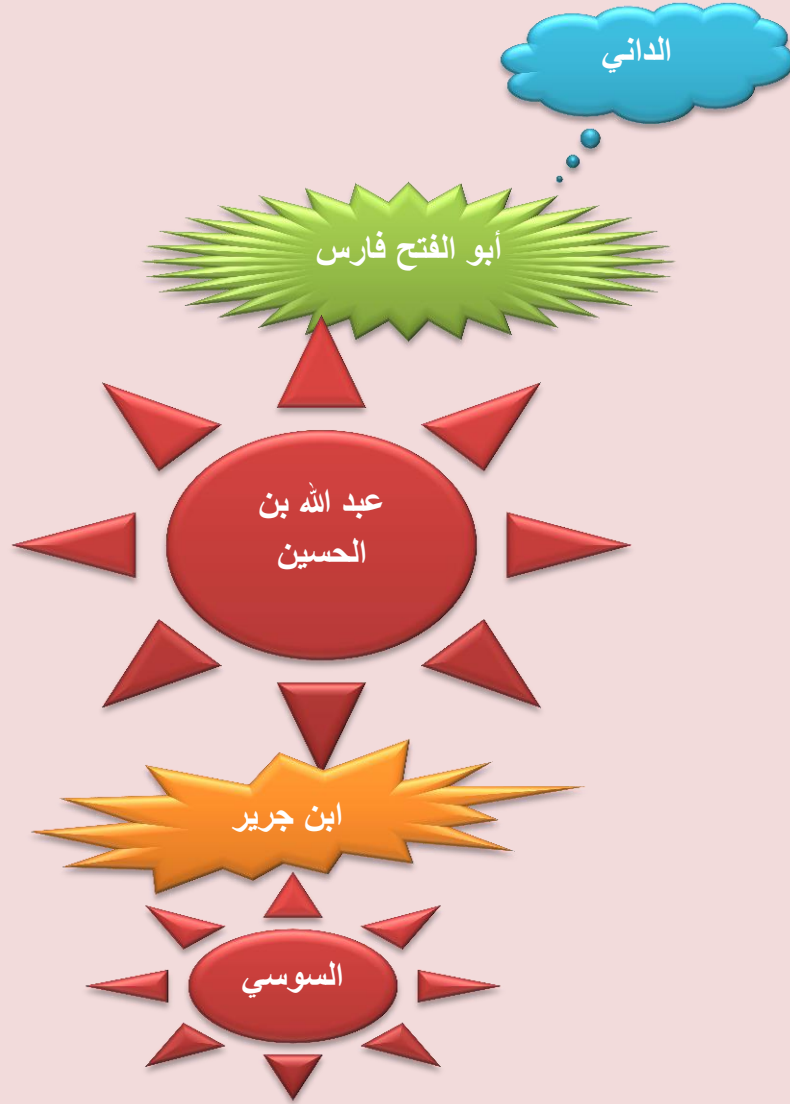 الداني
أبو الفتح فارس
عبد الله بن
الحسين
ابن جرير
السوسي